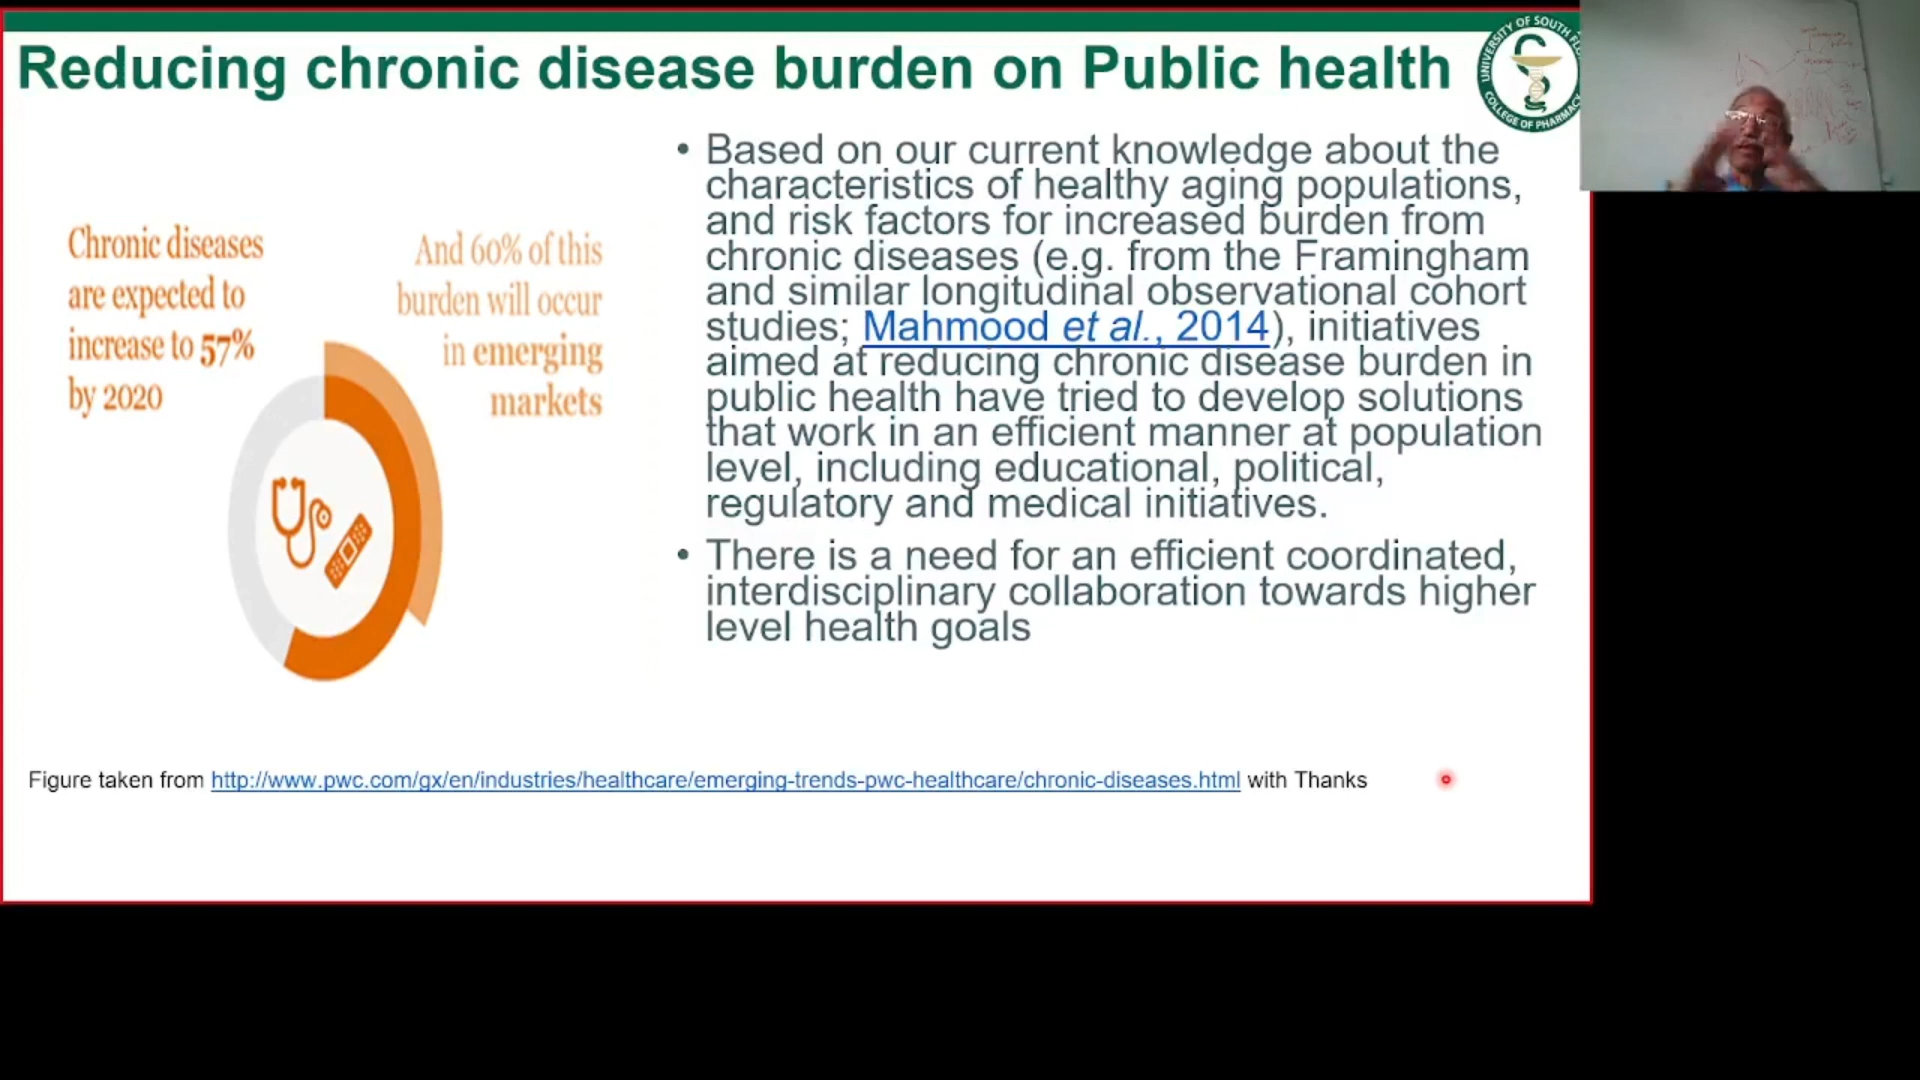 Reducing chronic disease burden on Public health
UNIVERSITY OF SOUTH
COLLEGE OF PHARMACY
Chronic diseases
are expected to
increase to 57%
by 2020
And 60% of this
burden will occur
in emerging
markets
• Based on our current knowledge about the
characteristics of healthy aging populations,
and risk factors for increased burden from
chronic diseases (e.g. from the Framingham
and similar longitudinal observational cohort
studies; Mahmood et al., 2014), initiatives
aimed at reducing chronic disease burden in
public health have tried to develop solutions
that work in an efficient manner at population
level, including educational, political,
regulatory and medical initiatives.
• There is a need for an efficient coordinated,
interdisciplinary collaboration towards higher
level health goals
Figure taken from http://www.pwc.com/gx/en/industries/healthcare/emerging-trends-pwc-healthcare/chronic-diseases.html with Thanks